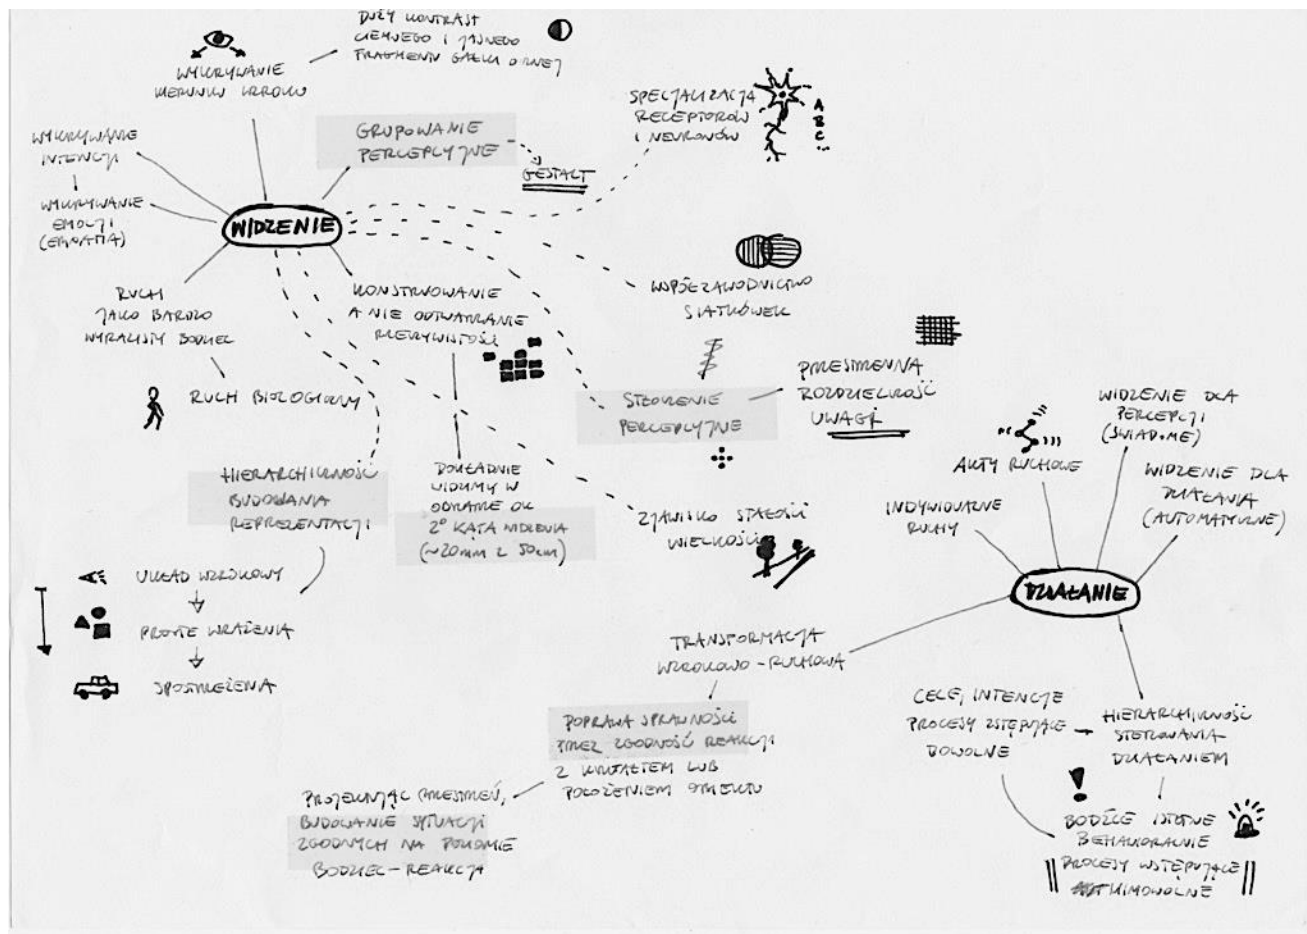 DUŻY KONTRAST
CIEMNEGO I JASNEGO
FRAGMENTU GAŁKI OCZNEJ
WYKRYWANIE
KIERUNKU WZROKU
WYKRYWANIE
INTENCJI
WYKRYWANIE
EMOCJI
(EMPATIA)
GRUPOWANIE
PERCEPCYJNE
GESTALT
SPECJALIZACJA
RECEPTORÓW
I NEURONÓW
A
B
C
...
WIDZENIE
RUCH
JAKO BARDZO
WYRAZISTY BODZIEC
RUCH BIOLOGICZNY
KONSTRUOWANIE
A NIE ODTWARZANIE
RZECZYWISTOŚCI
WSPÓŁZAWODNICTWO
SIATKÓWEK
STŁOCZENIE
PERCEPCYJNE
PRZESTRZENNA
ROZDZIELCZOŚĆ
UWAGI
HIERARCHICZNOŚĆ
BUDOWANIA
REPREZENTACJI
DOKŁADNIE
WIDZIMY W
OBSZARZE OK
2° KĄTA WIDZENIA
(~20mm Z 50cm)
ZJAWISKO STAŁOŚCI
WIELKOŚCI
UKŁAD WZROKOWY
PROSTE WRAŻENIA
SPOSTRZEŻENIA
WIDZENIE DLA
PERCEPCJI
(ŚWIADOME)
AKTY RUCHOWE
WIDZENIE DLA
DZIAŁANIA
(AUTOMATYCZNE)
INDYWIDUALNE
RUCHY
DZIAŁANIE
TRANSFORMACJA
WZROKOWO-RUCHOWA
POPRAWA SPRAWNOŚCI
PRZEZ ZGODNOŚĆ REAKCJI
Z KSZTAŁTEM LUB
POŁOŻENIEM OBIEKTU
PROJEKTUJĄC PRZESTRZEŃ,
BUDOWANIE SYTUACJI
ZGODNYCH NA POZIOMIE
BODZIEC-REAKCJA
CELE, INTENCJE
PROCESY ZSTĘPUJĄCE
DOWOLNE
HIERARCHICZNOŚĆ
STEROWANIA
DZIAŁANIEM
BODŹCE ISTOTNE
BEHAWIORALNIE
PROCESY WSTĘPUJĄCE
MIMOWOLNE